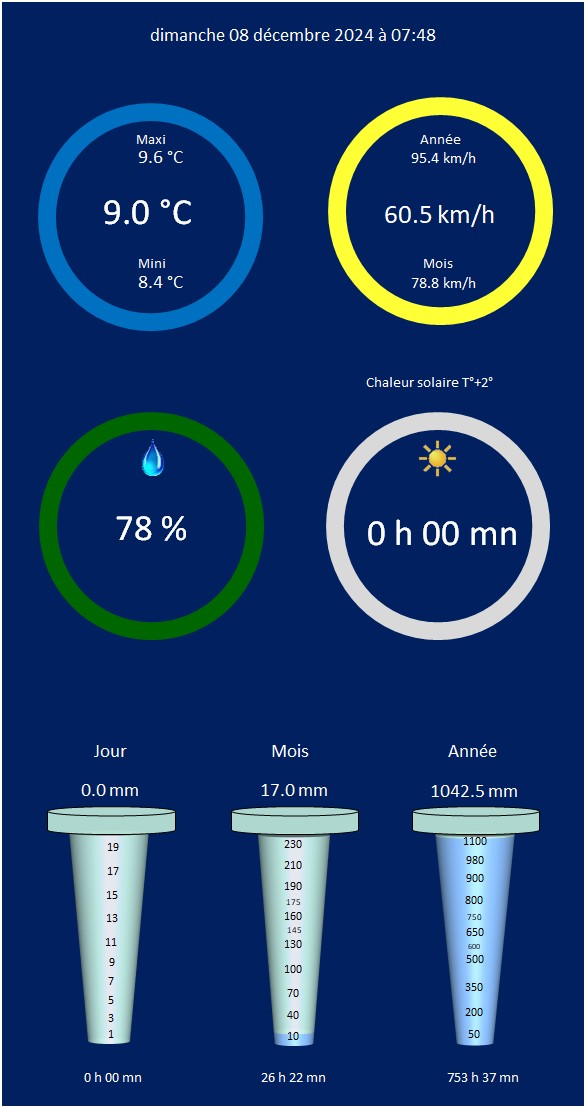 dimanche 08 décembre 2024 à 07:48
Maxi
9.6 °C
9.0 °C
Mini
8.4 °C
Année
95.4 km/h
60.5 km/h
Mois
78.8 km/h
Chaleur solaire T°+2°
78 %
0 h 00 mn
Jour
0.0 mm
19
17
15
13
11
9
7
5
3
1
0 h 00 mn
Mois
17.0 mm
230
210
190
175
160
145
130
100
70
40
10
26 h 22 mn
Année
1042.5 mm
1100
980
900
800
750
650
600
500
350
200
50
753 h 37 mn